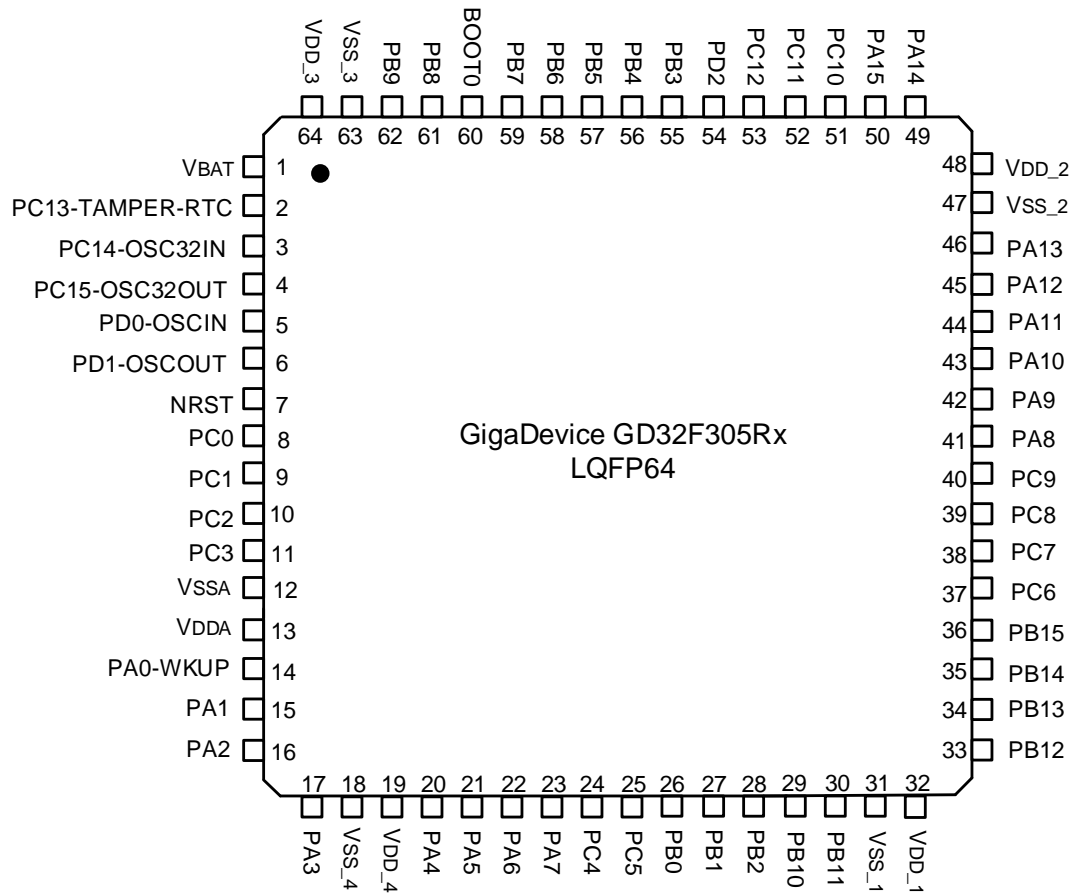 VDD_3
VSS_3
PB9
PB8
BOOT0
PB7
PB6
PB5
PB4
PB3
PD2
PC12
PC11
PC10
PA15
PA14
64 63 62 61 60 59 58 57 56 55 54 53 52 51 50 49
VBAT 1
PC13-TAMPER-RTC 2
PC14-OSC32IN 3
PC15-OSC32OUT 4
PD0-OSCIN 5
PD1-OSCOUT 6
NRST 7
PC0 8
PC1 9
PC2 10
PC3 11
VSSA 12
VDDA 13
PA0-WKUP 14
PA1 15
PA2 16
GigaDevice GD32F305Rx
LQFP64
48 VDD_2
47 VSS_2
46 PA13
45 PA12
44 PA11
43 PA10
42 PA9
41 PA8
40 PC9
39 PC8
38 PC7
37 PC6
36 PB15
35 PB14
34 PB13
33 PB12
17 18 19 20 21 22 23 24 25 26 27 28 29 30 31 32
PA3
VSS_4
VDD_4
PA4
PA5
PA6
PA7
PC4
PC5
PB0
PB1
PB2
PB10
PB11
VSS_1
VDD_1